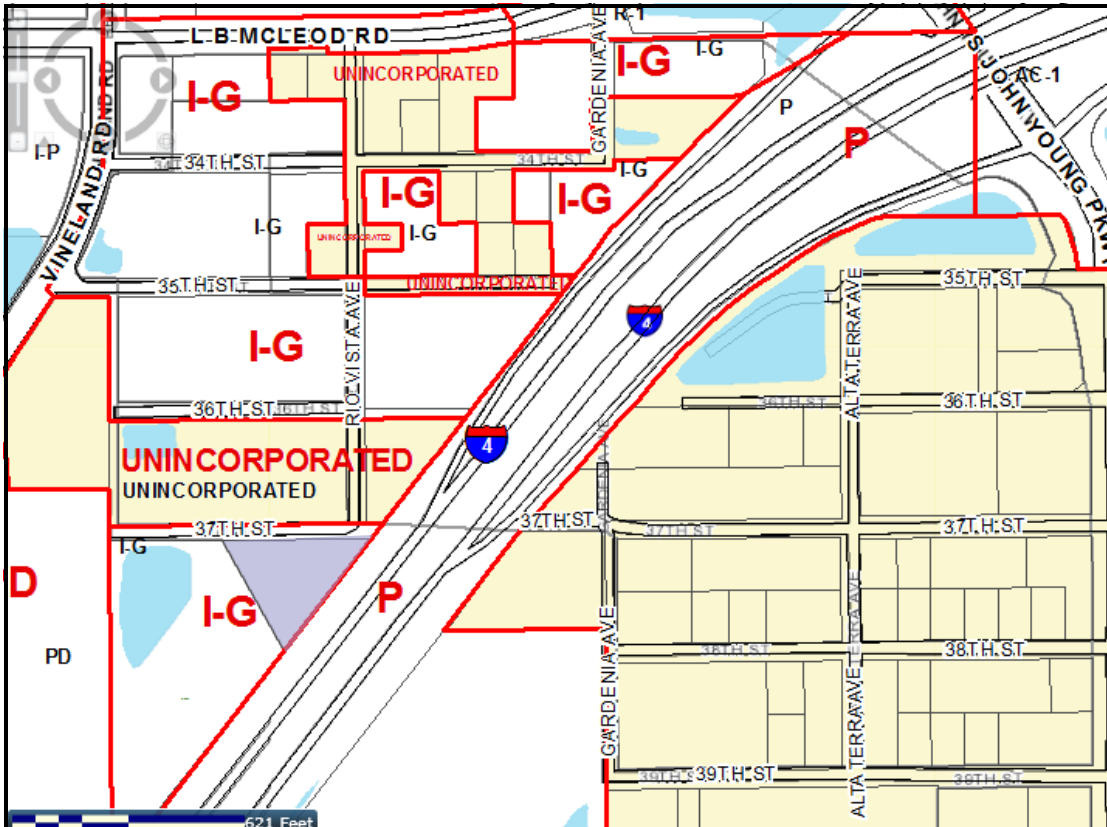 R-1
L B MCLEOD RD
GARDENIA AVE
I-G
I-G
UNINCORPORATED
AC-1
I-G
P
JOHN YOUNG PKWY
P
I-P
34TH ST
34TH ST
VINELAND RD
I-G
I-G
I-G
I-G
I-G
UNINCORPORATED
35TH ST
UNINCORPORATED
35TH ST
ALTA TERRA AVE
RIO VISTA AVE
4
I-G
36TH ST
36TH ST
36TH ST
36TH ST
4
GARDENIA AVE
UNINCORPORATED
UNINCORPORATED
37TH ST
37TH ST
37TH ST
37TH ST
I-G
D
I-G
P
ALTA TERRA AVE
GARDENIA AVE
PD
38TH ST
38TH ST
ALTA TERRA AVE
39TH ST
39TH ST
39TH ST
621 Feet